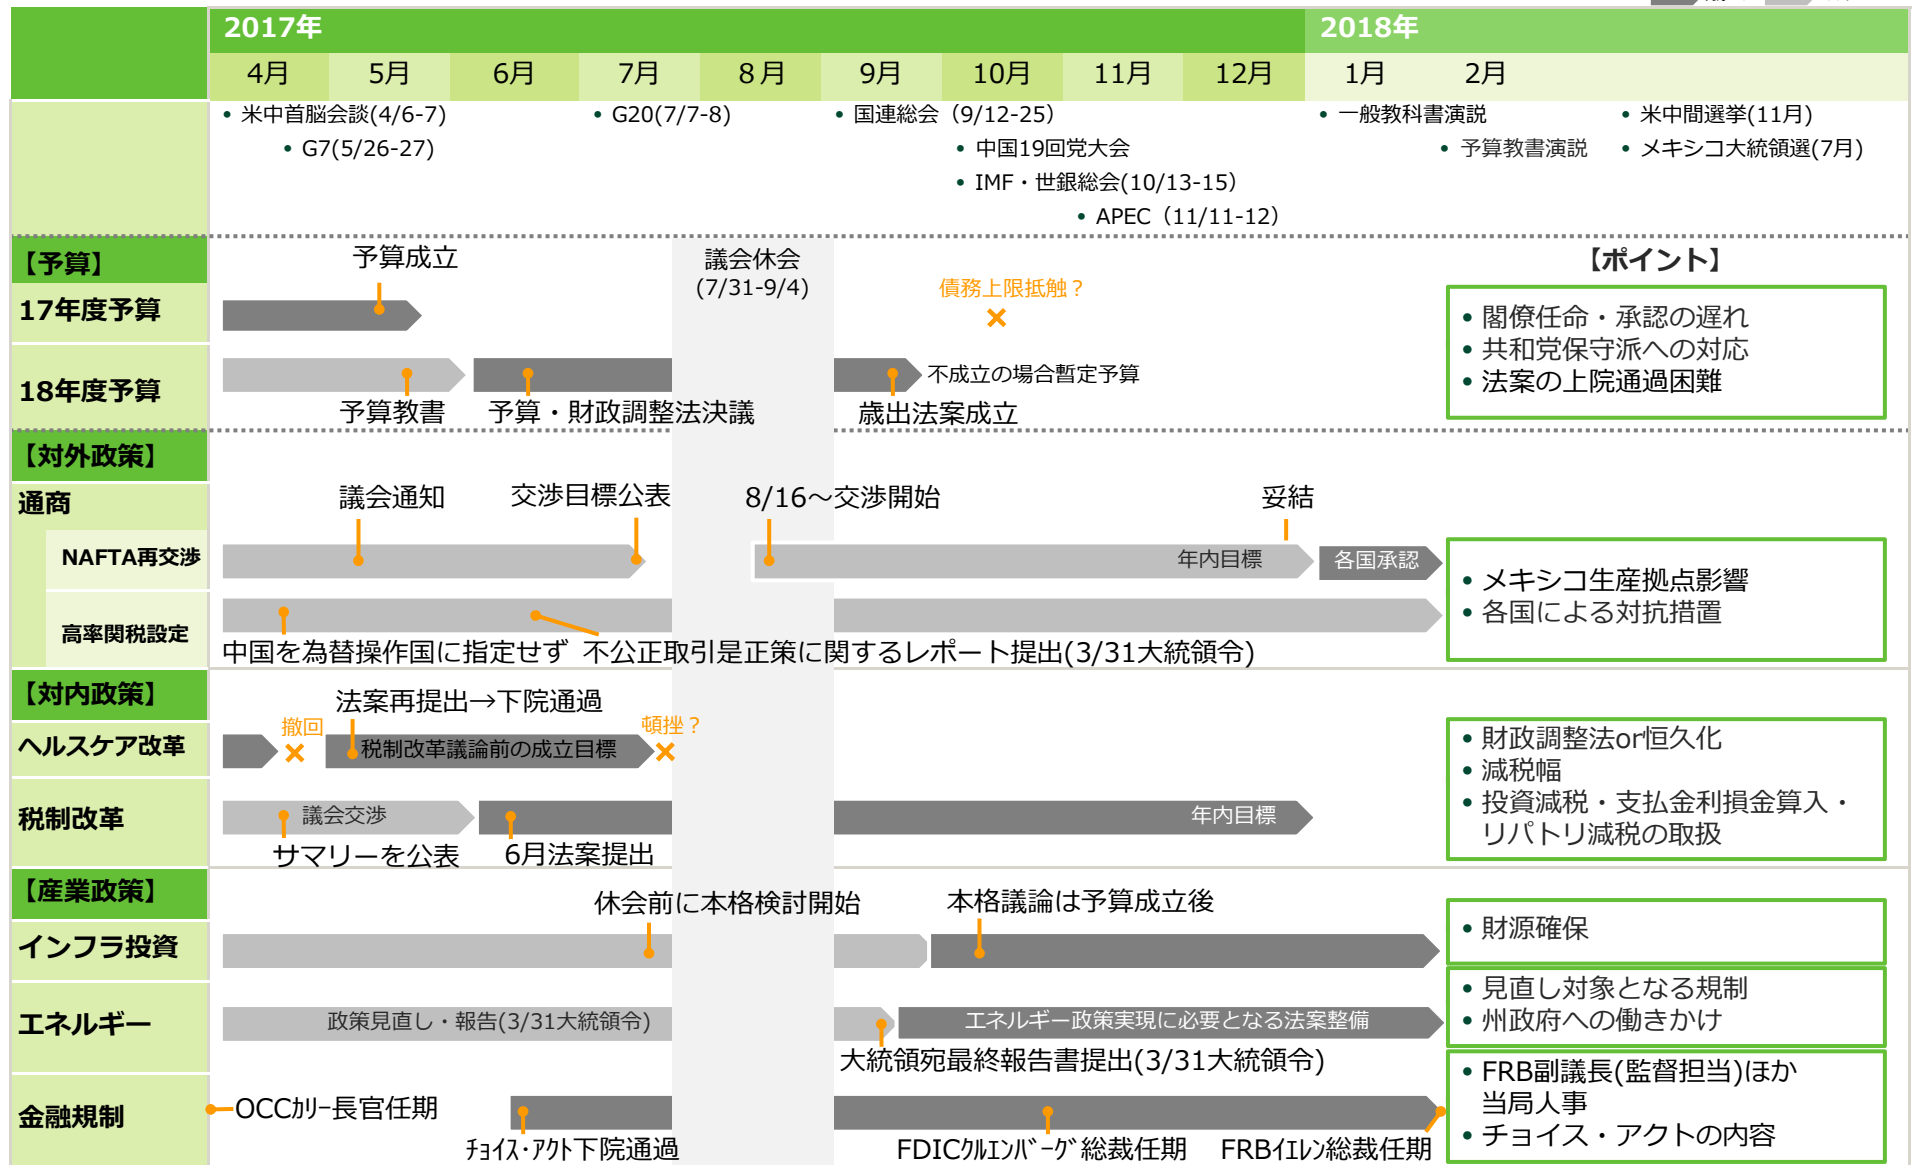 2017年
2018年
4月 5月 6月 7月 8月 9月 10月 11月 12月 1月 2月
• 米中首脳会談(4/6-7)
• G7(5/26-27)
• G20(7/7-8)
• 国連総会（9/12-25）
• 中国19回党大会
• IMF・世銀総会(10/13-15)
• APEC（11/11-12）
• 一般教科書演説
• 予算教書演説
• 米中間選挙(11月)
• メキシコ大統領選(7月)
【予算】
予算成立
議会休会
(7/31-9/4)
債務上限抵触？
17年度予算
18年度予算
予算教書
予算・財政調整法決議
歳出法案成立
不成立の場合暫定予算
【ポイント】
• 閣僚任命・承認の遅れ
• 共和党保守派への対応
• 法案の上院通過困難
【対外政策】
通商
議会通知
交渉目標公表
8/16～交渉開始
妥結
NAFTA再交渉
年内目標
各国承認
高率関税設定
中国を為替操作国に指定せず
不公正取引是正策に関するレポート提出(3/31大統領令)
• メキシコ生産拠点影響
• 各国による対抗措置
【対内政策】
法案再提出→下院通過
撤回
頓挫？
ヘルスケア改革
税制改革議論前の成立目標
税制改革
議会交渉
年内目標
サマリーを公表
6月法案提出
• 財政調整法or恒久化
• 減税幅
• 投資減税・支払金利損金算入・
リパトリ減税の取扱
【産業政策】
休会前に本格検討開始
本格議論は予算成立後
インフラ投資
• 財源確保
エネルギー
政策見直し・報告(3/31大統領令)
エネルギー政策実現に必要となる法案整備
大統領宛最終報告書提出(3/31大統領令)
• 見直し対象となる規制
• 州政府への働きかけ
金融規制
OCCｶﾘｰ長官任期
ﾁｮｲｽ･ｱｸﾄ下院通過
FDICｸﾙｴﾝﾊﾞｰｸﾞ総裁任期
FRBｲｴﾚﾝ総裁任期
• FRB副議長(監督担当)ほか
当局人事
• チョイス・アクトの内容